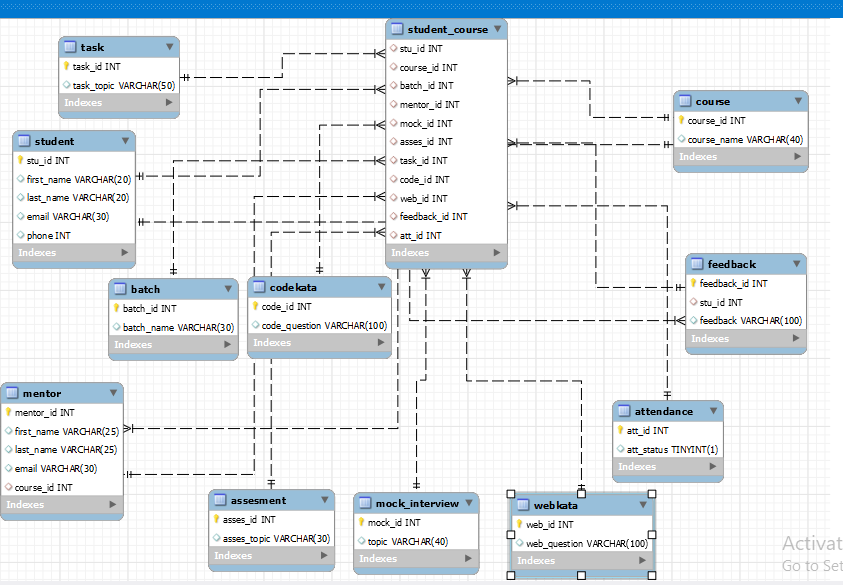 student_course
stu_id INT
course_id INT
batch_id INT
mentor_id INT
mock_id INT
asses_id INT
task_id INT
code_id INT
web_id INT
feedback_id INT
att_id INT
Indexes
task
task_id INT
task_topic VARCHAR(50)
Indexes
course
course_id INT
course_name VARCHAR(40)
Indexes
student
stu_id INT
first_name VARCHAR(20)
last_name VARCHAR(20)
email VARCHAR(30)
phone INT
Indexes
feedback
feedback_id INT
stu_id INT
feedback VARCHAR(100)
Indexes
batch
batch_id INT
batch_name VARCHAR(30)
Indexes
codekata
code_id INT
code_question VARCHAR(100)
Indexes
mentor
mentor_id INT
first_name VARCHAR(25)
last_name VARCHAR(25)
email VARCHAR(30)
course_id INT
Indexes
attendance
att_id INT
att_status TINYINT(1)
Indexes
assesment
asses_id INT
asses_topic VARCHAR(30)
Indexes
mock_interview
mock_id INT
topic VARCHAR(40)
Indexes
webkata
web_id INT
web_question VARCHAR(100)
Indexes
Activat
Go to Set